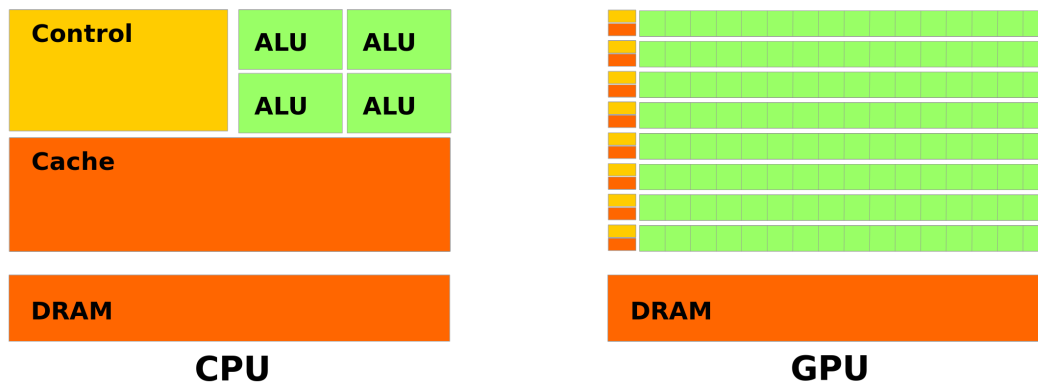 Control
ALU ALU
ALU ALU
Cache
DRAM
CPU
DRAM
GPU